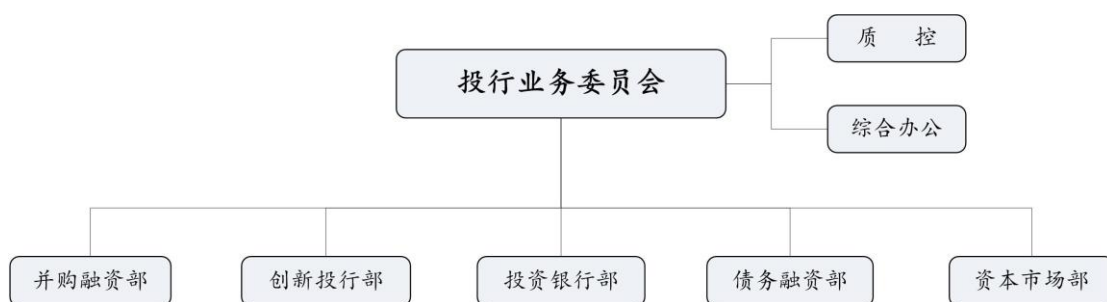 质 控
投行业务委员会
综合办公
并购融资部
创新投行部
投资银行部
债务融资部
资本市场部